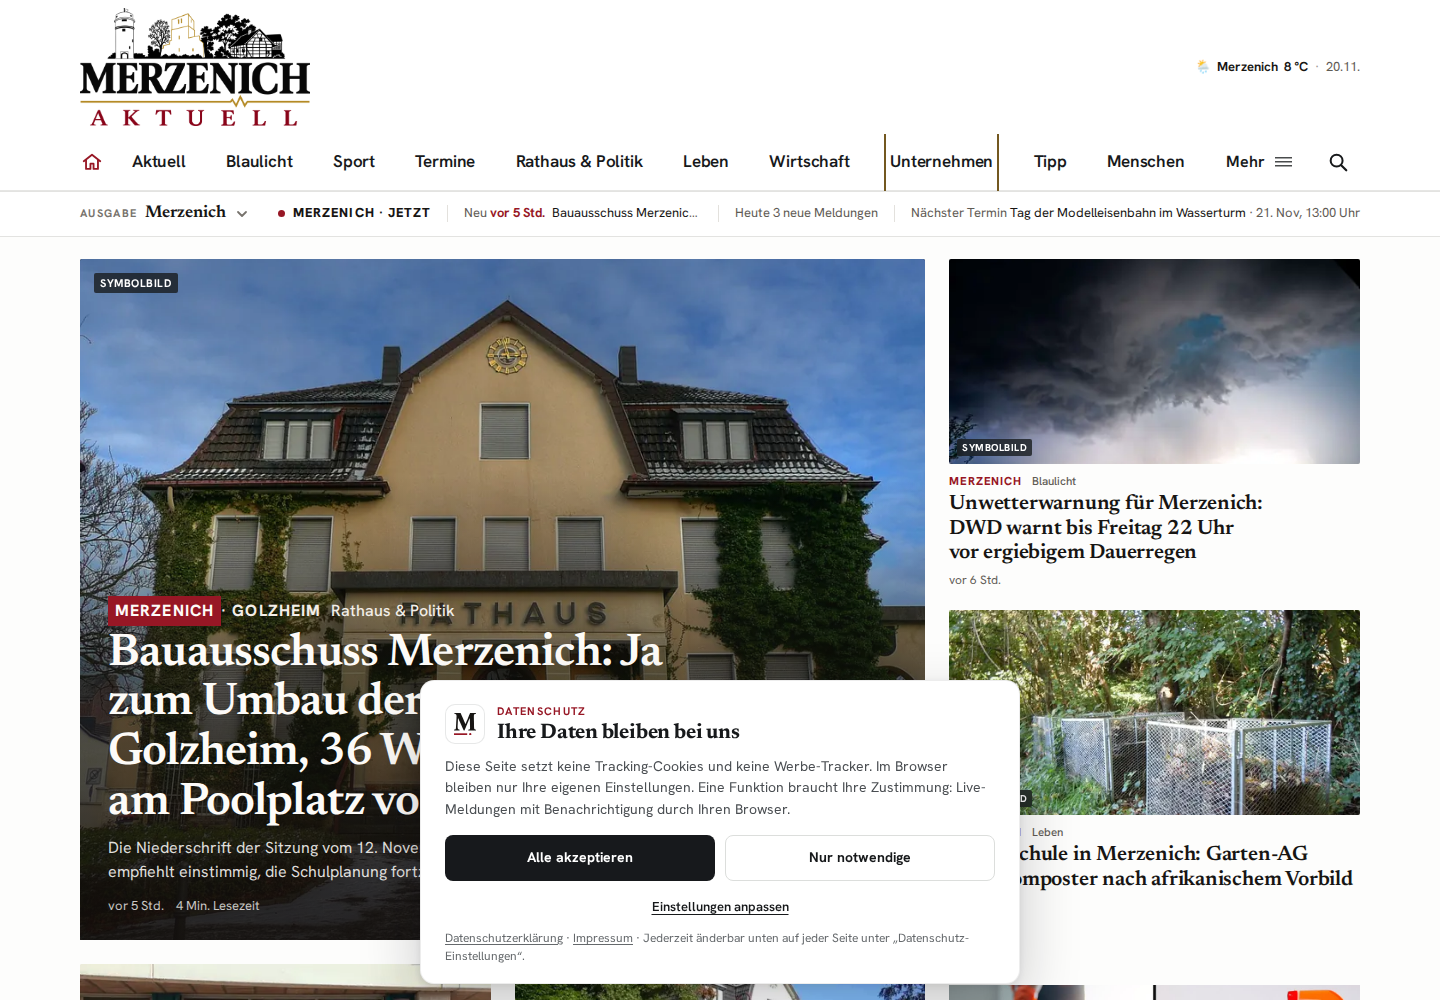 MERZENICH
AKTUELL
Merzenich 8 °C · 20.11.
Aktuell Blaulicht Sport Termine Rathaus & Politik Leben Wirtschaft Unternehmen Tipp Menschen Mehr
AUSGABE Merzenich
MERZENICH · JETZT
Neu vor 5 Std. Bauausschuss Merzenic…
Heute 3 neue Meldungen
Nächster Termin Tag der Modelleisenbahn im Wasserturm · 21. Nov, 13:00 Uhr
SYMBOLBILD
RATHAUS
MERZENICH · GOLZHEIM Rathaus & Politik
Bauausschuss Merzenich: Ja
zum Umbau der
Golzheim, 36
am Poolplatz
Die Niederschrift der Sitzung vom 12.
empfiehlt einstimmig, die Schulplanung
vor 5 Std. 4 Min. Lesezeit
SYMBOLBILD
MERZENICH Blaulicht
Unwetterwarnung für Merzenich:
DWD warnt bis Freitag 22 Uhr
vor ergiebigem Dauerregen
vor 6 Std.
Leben
in Merzenich: Garten-AG
nach afrikanischem Vorbild
M
DATENSCHUTZ
Ihre Daten bleiben bei uns
Diese Seite setzt keine Tracking-Cookies und keine Werbe-Tracker. Im Browser
bleiben nur Ihre eigenen Einstellungen. Eine Funktion braucht Ihre Zustimmung: Live-
Meldungen mit Benachrichtigung durch Ihren Browser.
Alle akzeptieren
Nur notwendige
Einstellungen anpassen
Datenschutzerklärung · Impressum · Jederzeit änderbar unten auf jeder Seite unter „Datenschutz-
Einstellungen“.